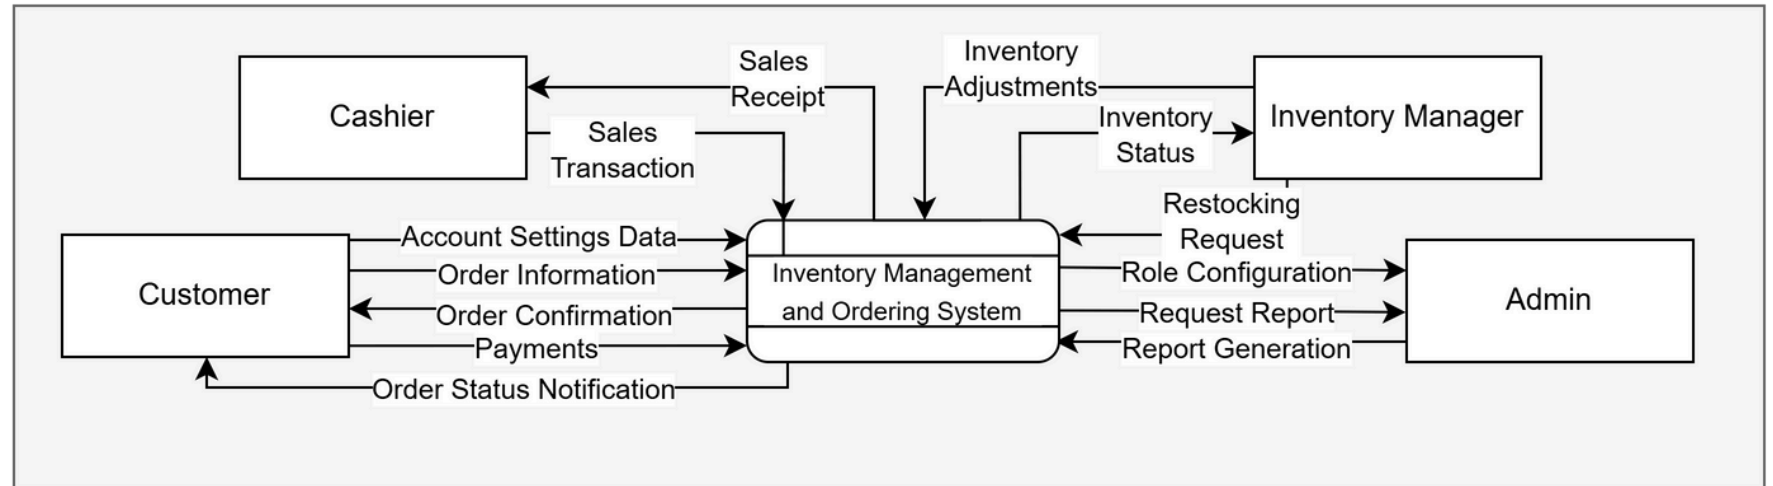 Sales
Receipt
Inventory
Adjustments
Cashier
Sales
Transaction
Inventory
Status
Inventory Manager
Restocking
Request
Customer
Account Settings Data
Order Information
Order Confirmation
Payments
Order Status Notification
Inventory Management
and Ordering System
Role Configuration
Request Report
Report Generation
Admin